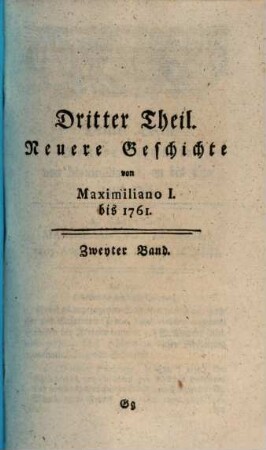 Dritter Theil.
Neuere Geschichte
von
Maximiliano I.
bis 1761.
Zweyter Band.
Gg